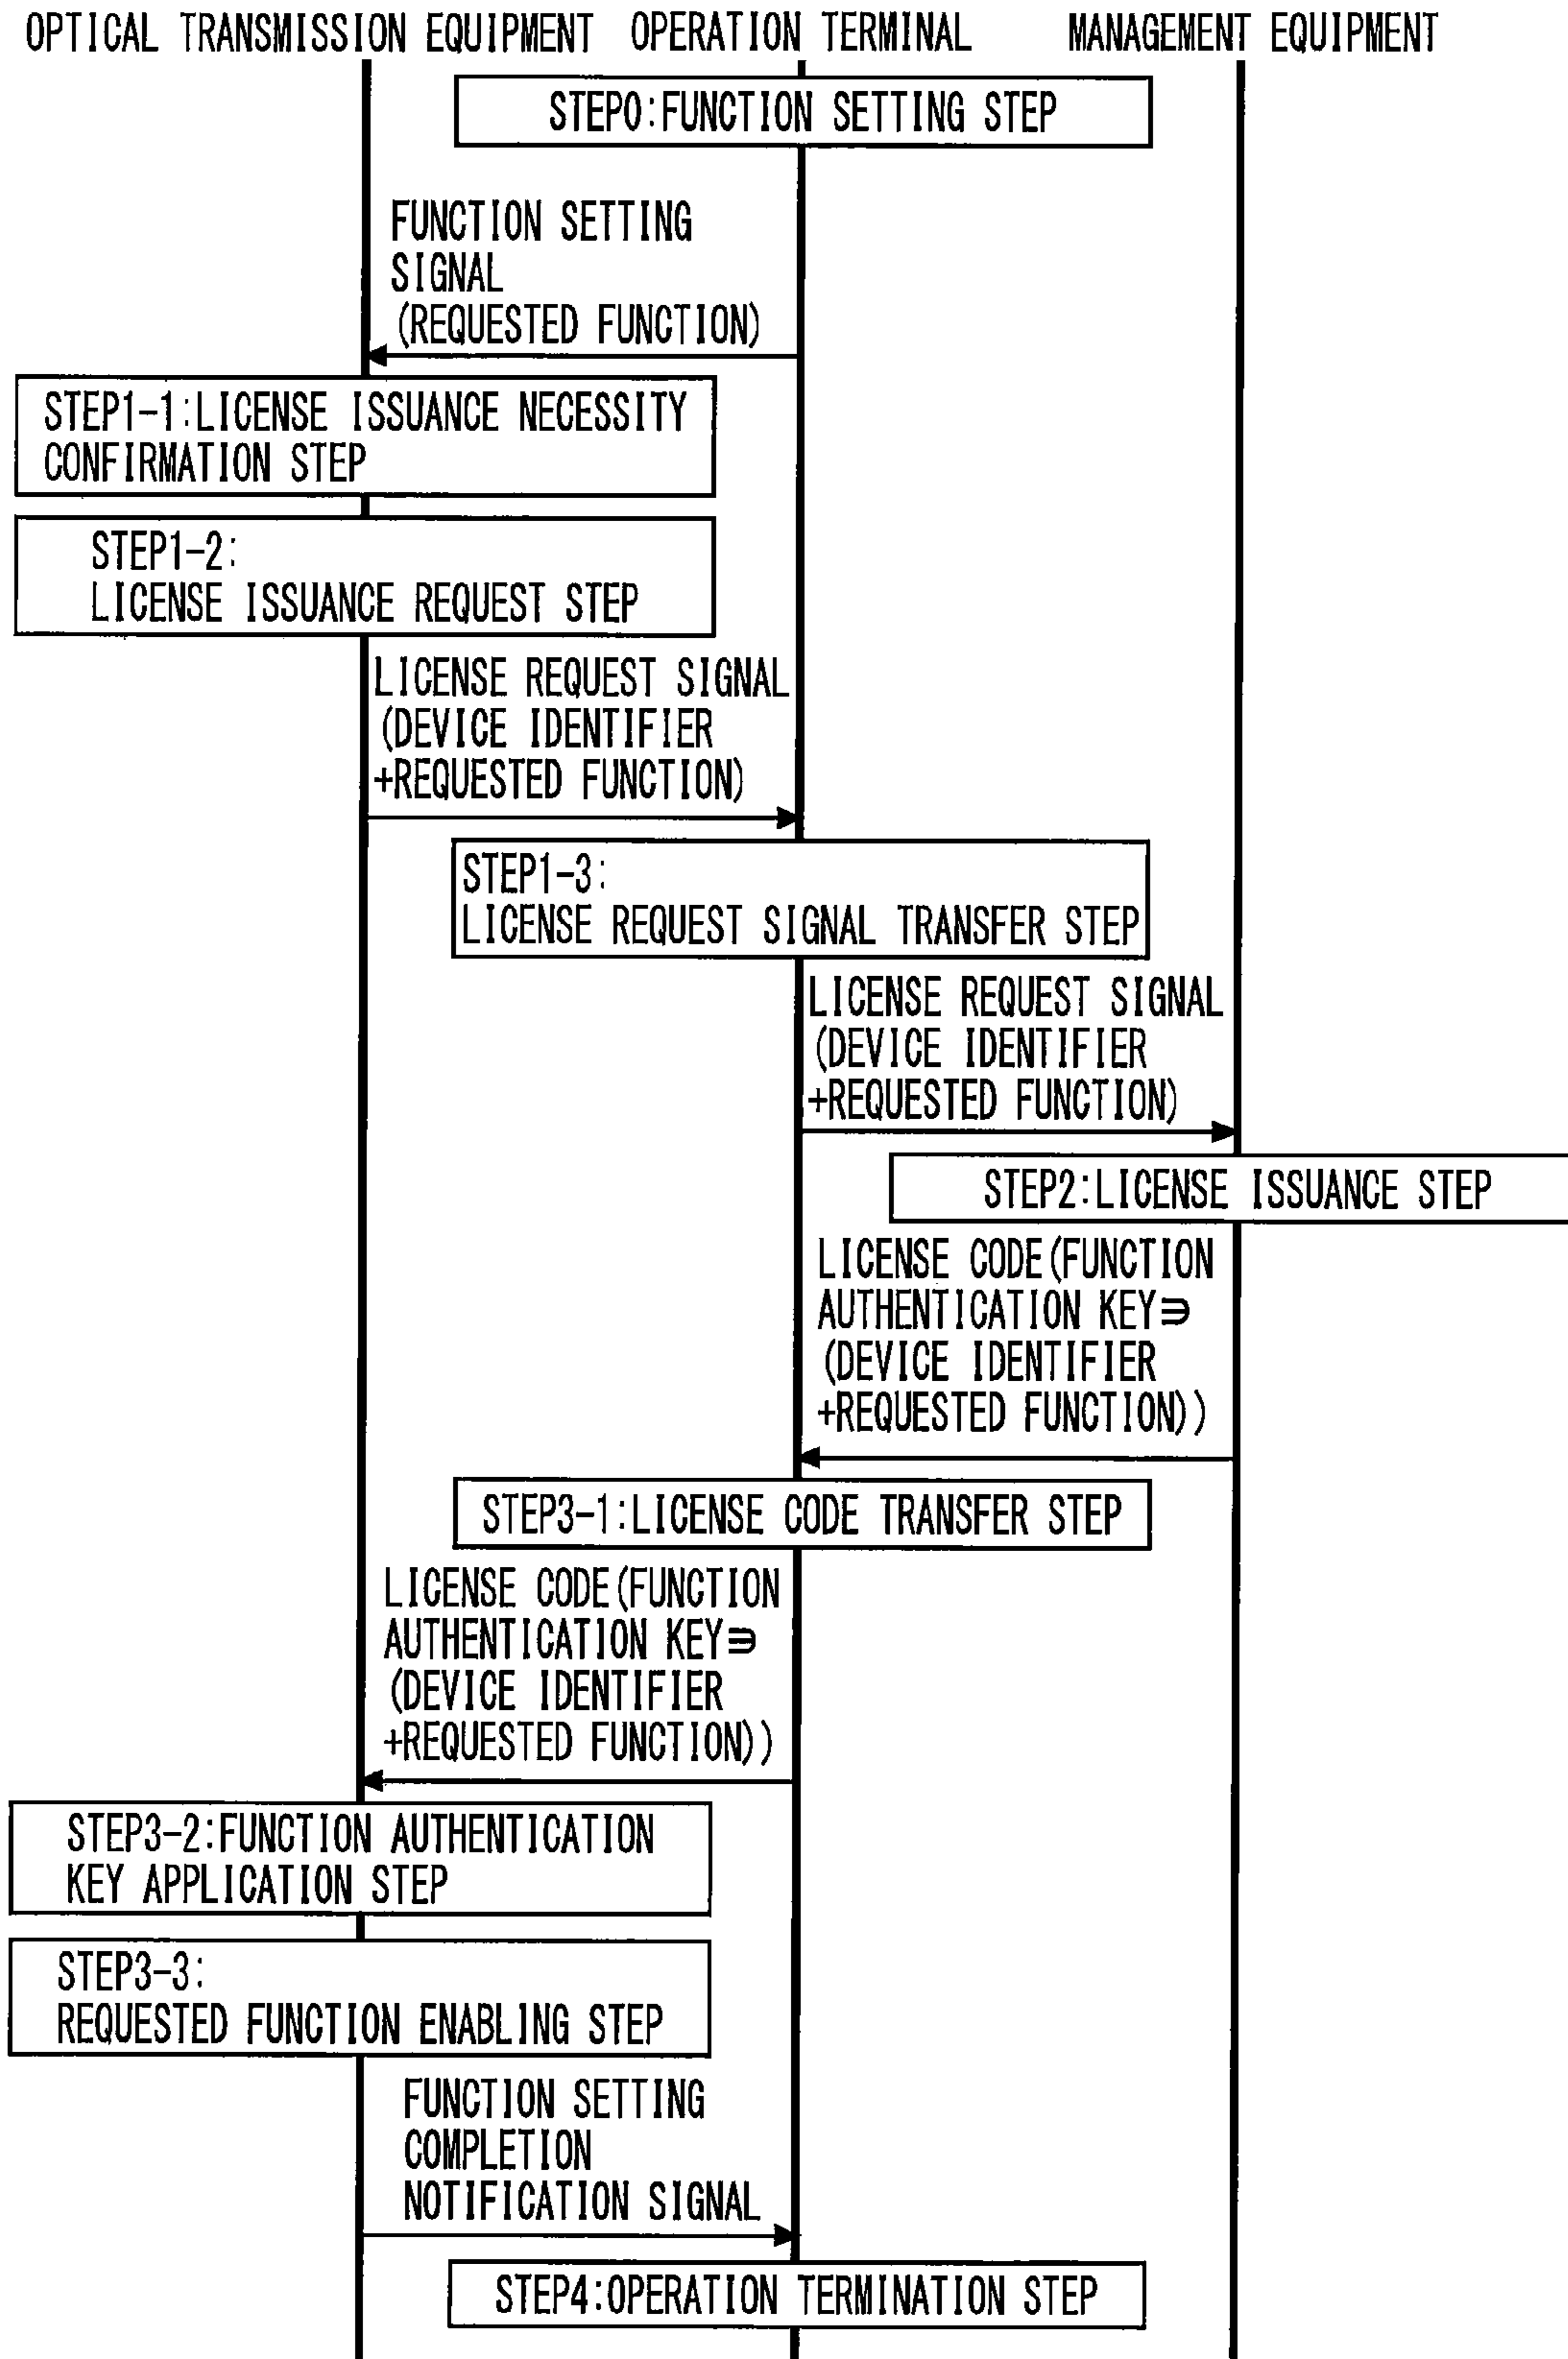 OPTICAL TRANSMISSION EQUIPMENT OPERATION TERMINAL MANAGEMENT EQUIPMENT
STEP0:FUNCTION SETTING STEP
FUNCTION SETTING
SIGNAL
(REQUESTED FUNCTION)
STEP1-1:LICENSE ISSUANCE NECESSITY
CONFIRMATION STEP
STEP1-2:
LICENSE ISSUANCE REQUEST STEP
LICENSE REQUEST SIGNAL
(DEVICE IDENTIFIER
+REQUESTED FUNCTION)
STEP1-3:
LICENSE REQUEST SIGNAL TRANSFER STEP
LICENSE REQUEST SIGNAL
(DEVICE IDENTIFIER
+REQUESTED FUNCTION)
STEP2:LICENSE ISSUANCE STEP
LICENSE CODE(FUNCTION
AUTHENTICATION KEY∋
(DEVICE IDENTIFIER
+REQUESTED FUNCTION))
STEP3-1:LICENSE CODE TRANSFER STEP
LICENSE CODE(FUNCTION
AUTHENTICATION KEY∋
(DEVICE IDENTIFIER
+REQUESTED FUNCTION))
STEP3-2:FUNCTION AUTHENTICATION
KEY APPLICATION STEP
STEP3-3:
REQUESTED FUNCTION ENABLING STEP
FUNCTION SETTING
COMPLETION
NOTIFICATION SIGNAL
STEP4:OPERATION TERMINATION STEP